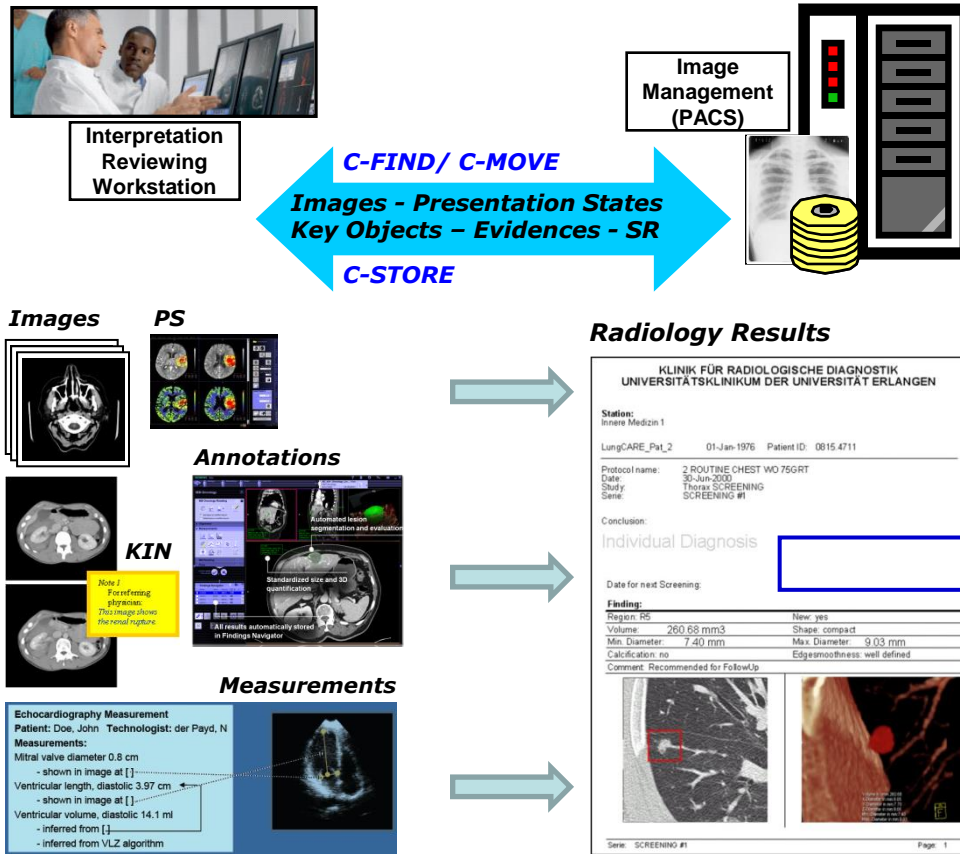 Interpretation
Reviewing
Workstation
Image
Management
(PACS)
C-FIND/ C-MOVE
Images - Presentation States
Key Objects – Evidences - SR
C-STORE
Images
PS
Annotations
Automated lesion
segmentation and evaluation
Standardized size and 3D
quantification
All results automatically stored
in Findings Navigator
KIN
Note 1
For referring
physician:
This image shows
the renal rupture.
Measurements
Echocardiography Measurement
Patient: Doe, John Technologist: der Payd, N
Measurements:
Mitral valve diameter 0.8 cm
- shown in image at [ ]
Ventricular length, diastolic 3.97 cm
- shown in image at [ ]
Ventricular volume, diastolic 14.1 ml
- inferred from [ ]
- inferred from VLZ algorithm
Radiology Results
KLINIK FÜR RADIOLOGISCHE DIAGNOSTIK
UNIVERSITÄTSKLINIKUM DER UNIVERSITÄT ERLANGEN
Station:
Innere Medizin 1
LungCARE_Pat_2 01-Jan-1976 Patient ID: 0815.4711
Protocol name: 2 ROUTINE CHEST WO 75GRT
Date: 30-Jun-2000
Study: Thorax SCREENING
Serie: SCREENING #1
Conclusion:
Individual Diagnosis
Date for next Screening:
Finding:
Region: R5 New: yes
Volume: 260.68 mm3 Shape: compact
Min. Diameter: 7.40 mm Max. Diameter: 9.03 mm
Calcification: no Edgesmoothness: well defined
Comment: Recommended for FollowUp
Serie: SCREENING #1 Page: 1